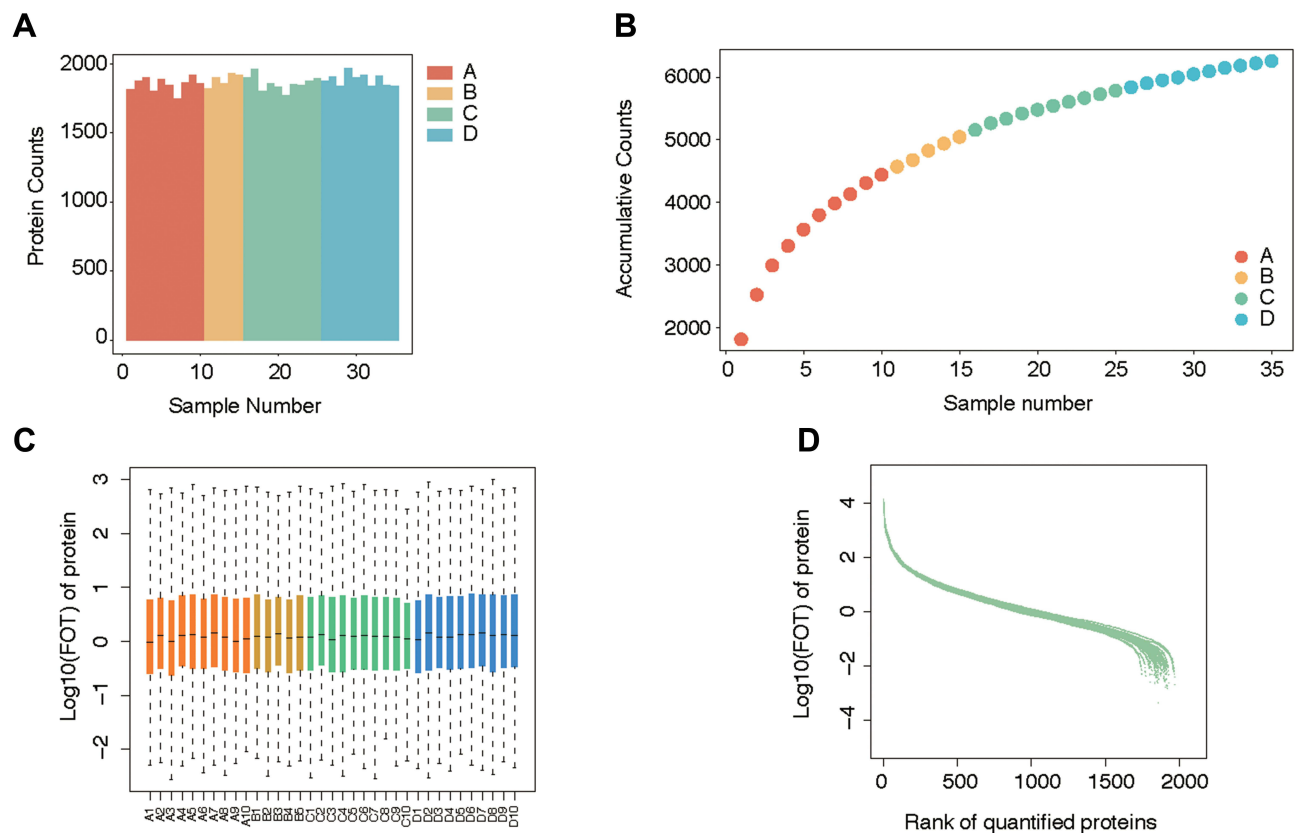 A
B
2000
1500
1000
500
0
0 10 20 30
Protein Counts
Sample Number
A
B
C
D
6000
5000
4000
3000
2000
0 5 10 15 20 25 30 35
Accumulative Counts
Sample number
A
B
C
D
C
D
3
2
1
0
-1
-2
Log10(FOT) of protein
A1 A2 A3 A4 A5 A6 A7 A8 A9 A10 B1 B2 B3 B4 B5 C1 C2 C3 C4 C5 C6 C7 C8 C9 C10 D1 D2 D3 D4 D5 D6 D7 D8 D9 D10
4
2
0
-2
-4
Log10(FOT) of protein
0 500 1000 1500 2000
Rank of quantified proteins